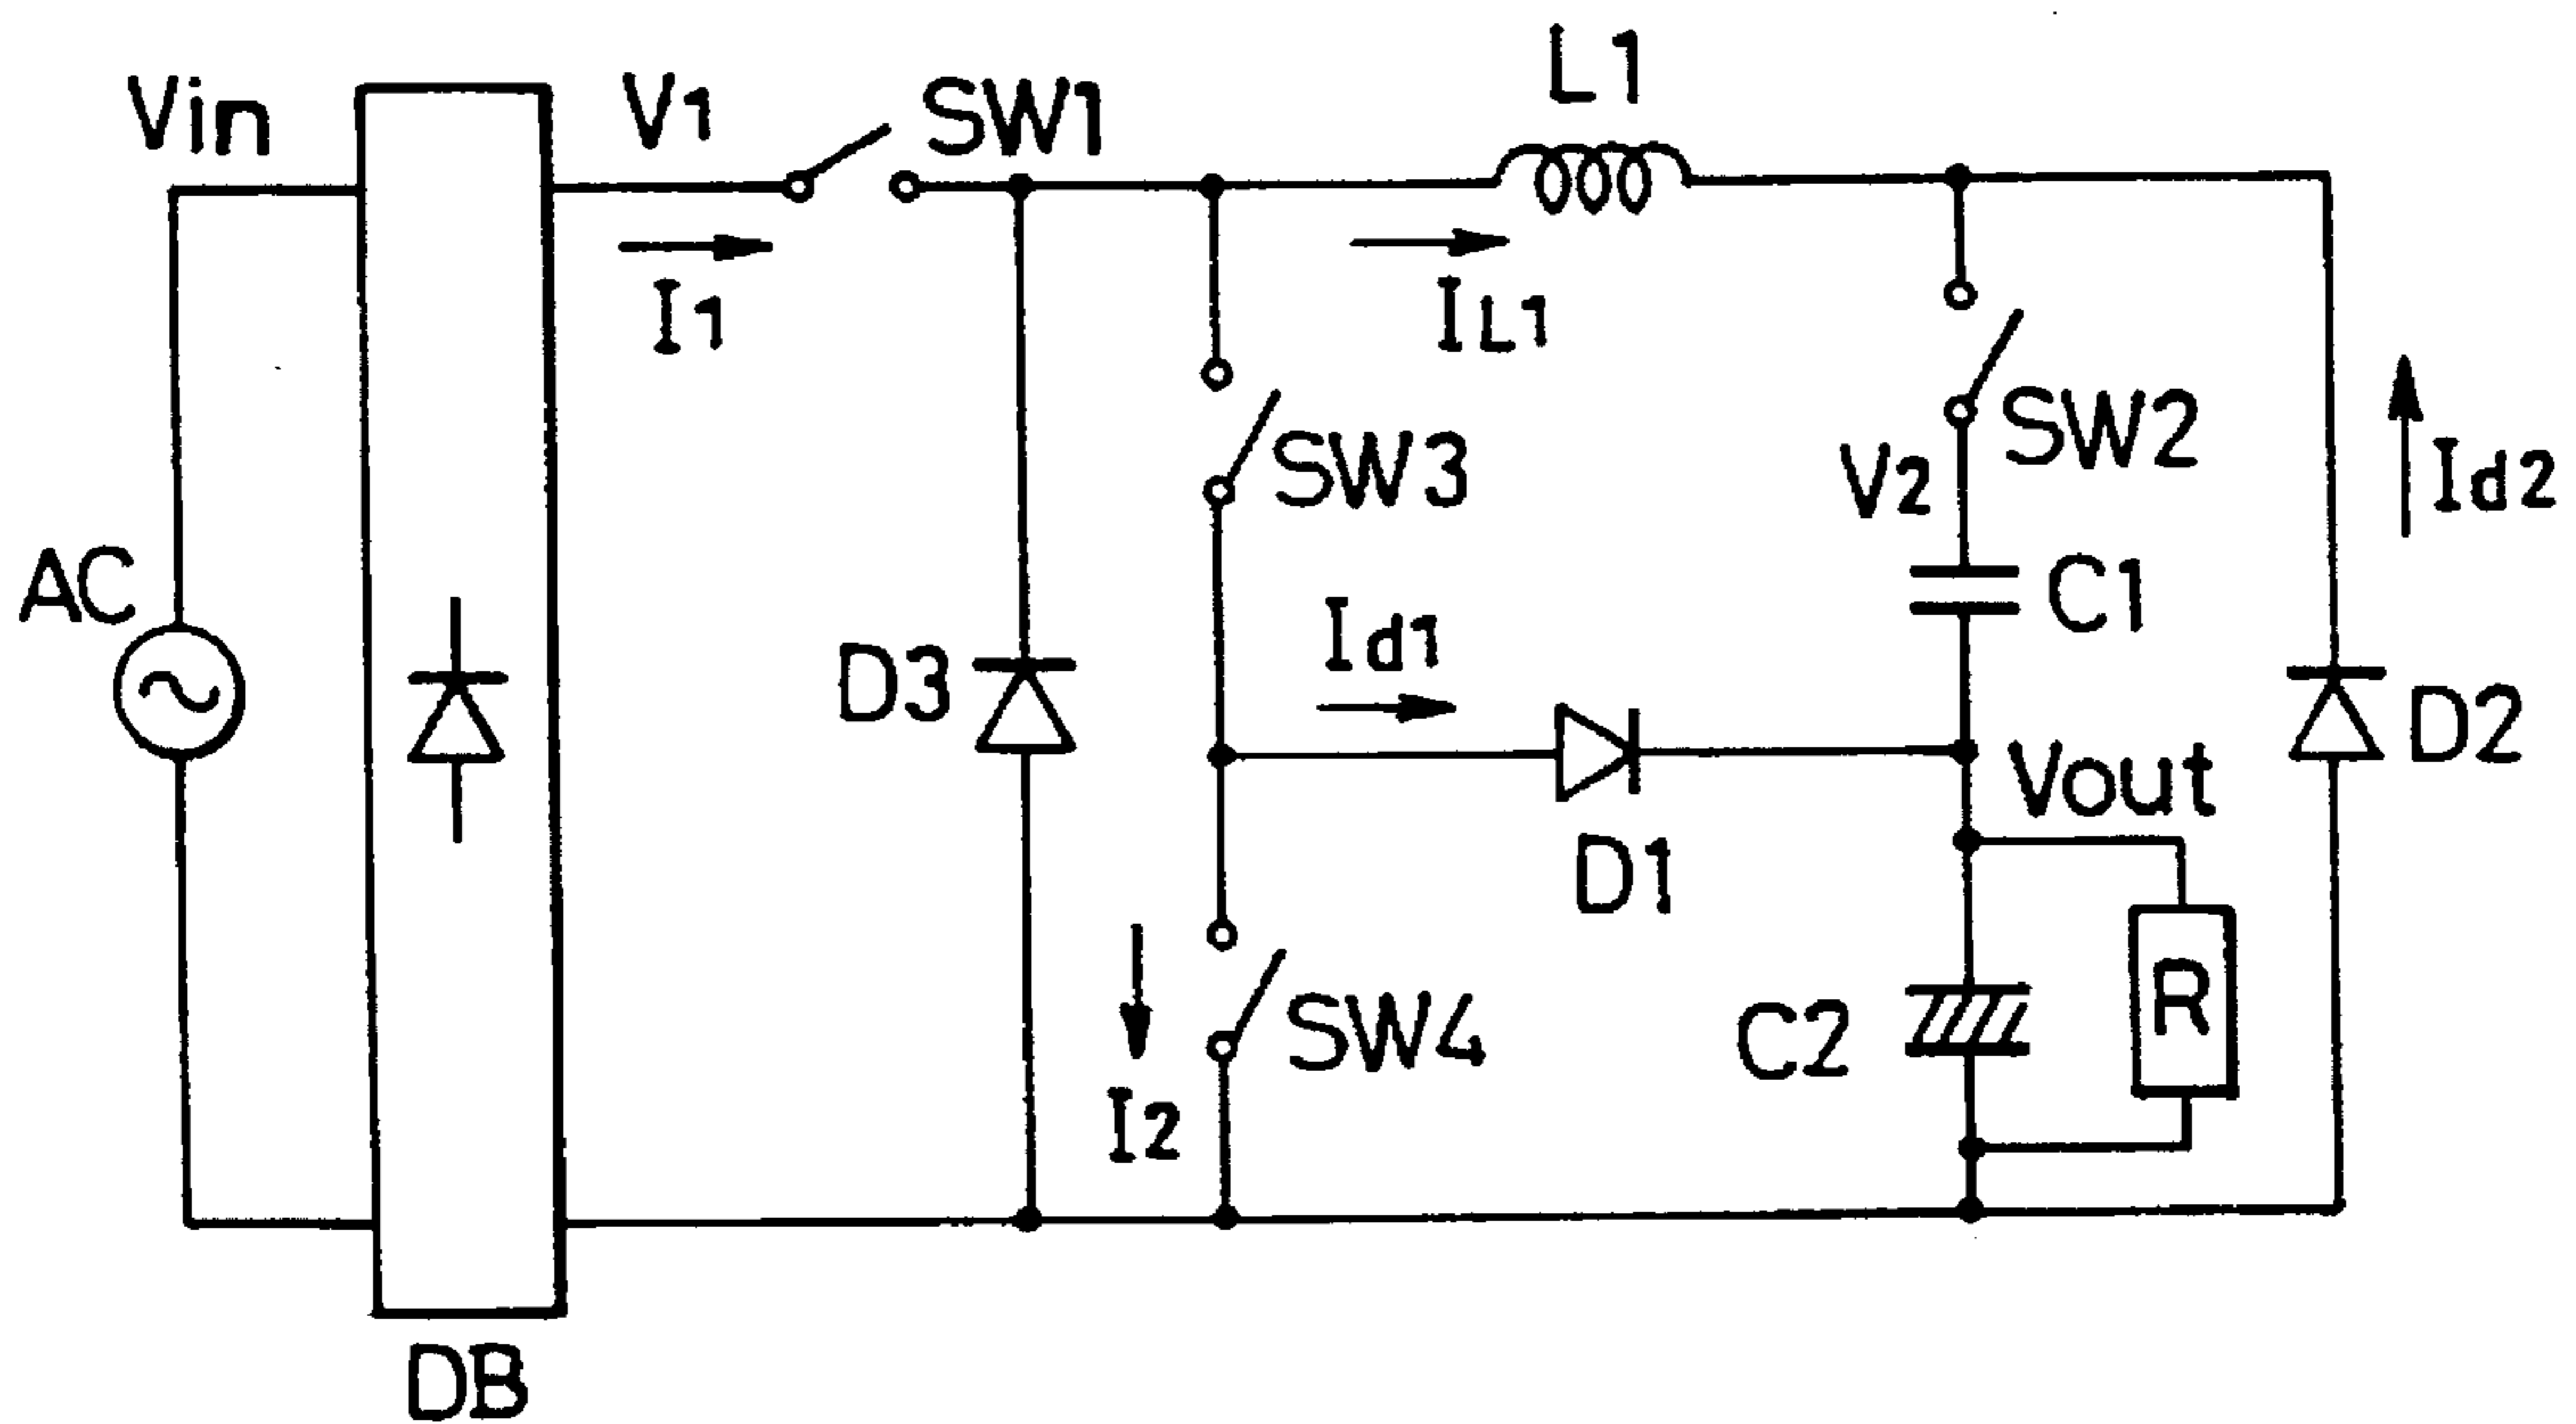 Vin
V1
SW1
L1
I1
IL1
SW3
SW2
V2
Id2
AC
C1
Id1
D3
D2
Vout
D1
R
SW4
C2
I2
DB